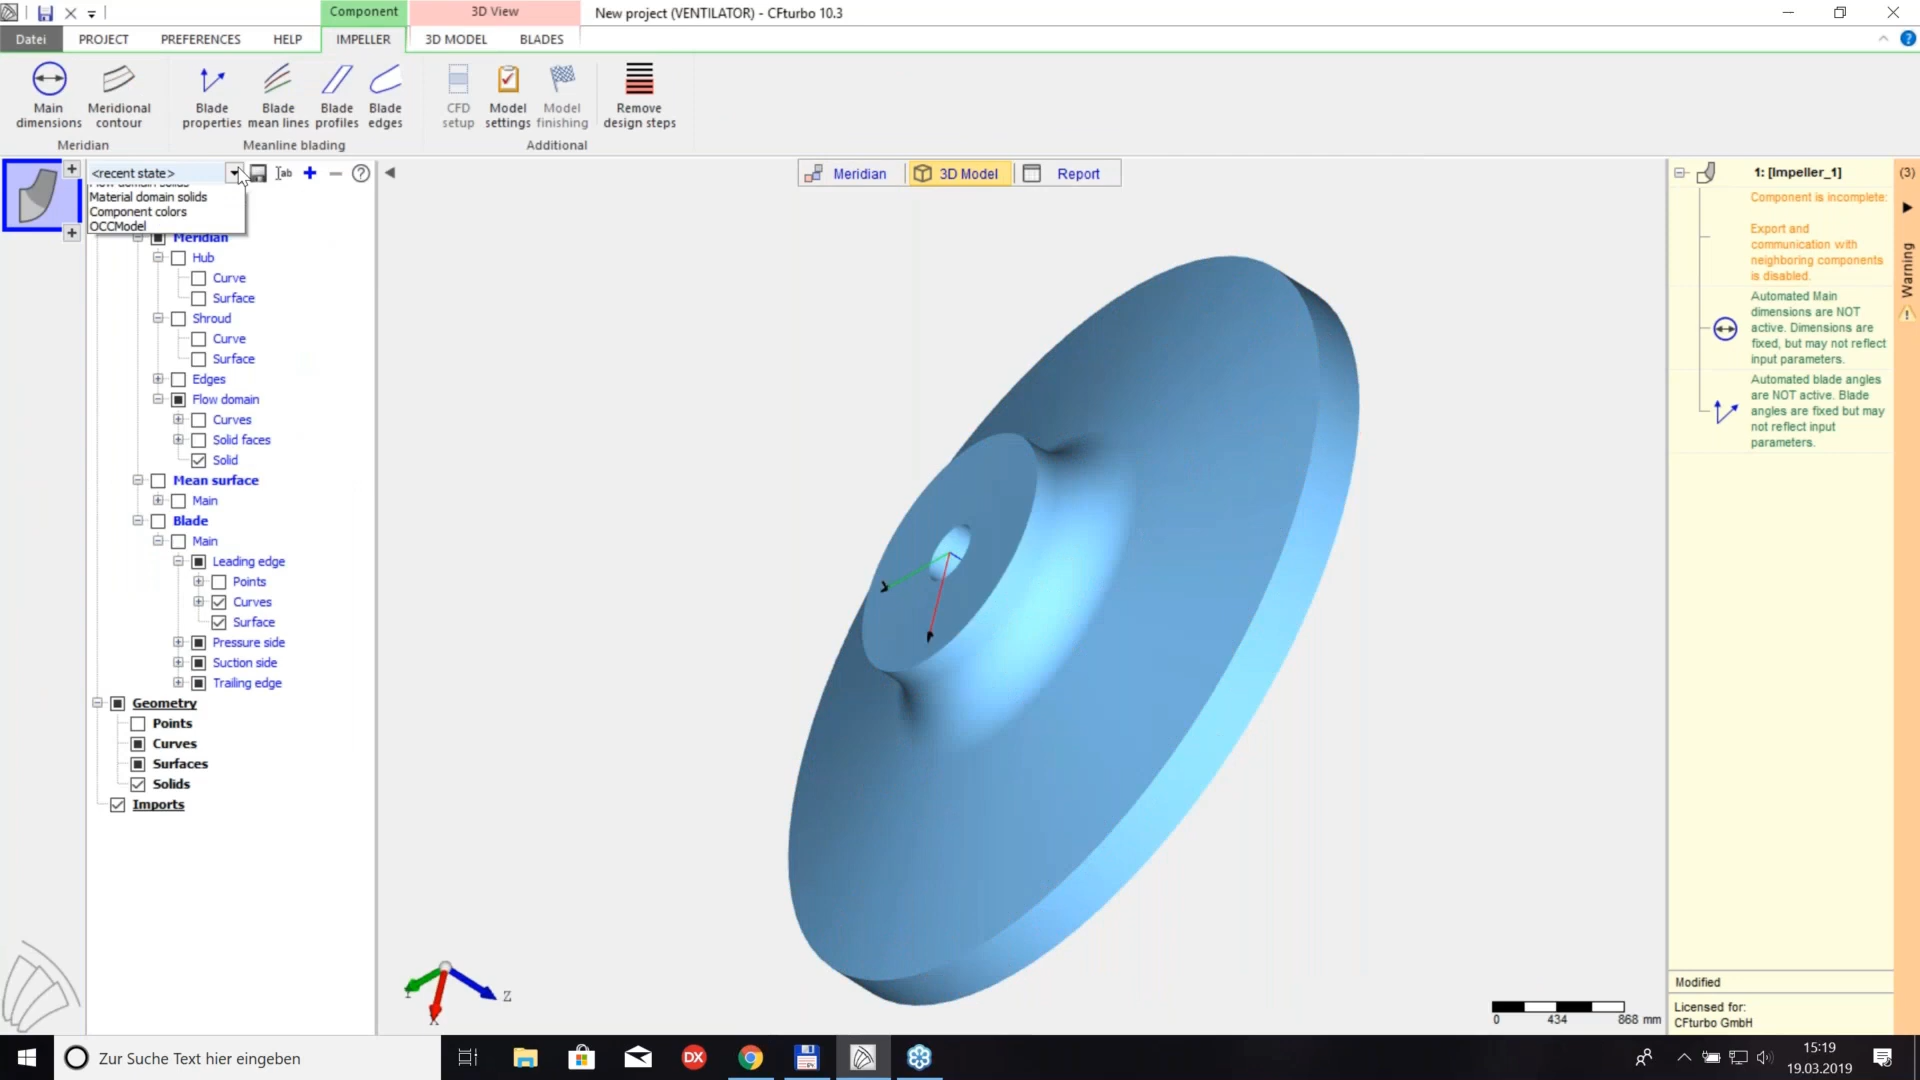 Component
3D View
New project (VENTILATOR) - CFturbo 10.3
Datei
PROJECT
PREFERENCES
HELP
IMPELLER
3D MODEL
BLADES
Main
dimensions
Meridional
contour
Blade
properties
Blade
mean lines
Blade
profiles
Blade
edges
CFD
setup
Model
settings
Model
finishing
Remove
design steps
Meridian
Meanline blading
Additional
<recent state>
Flow domain solids
Material domain solids
Component colors
OCCModel
Meridian
Hub
Curve
Surface
Shroud
Curve
Surface
Edges
Flow domain
Curves
Solid faces
Solid
Mean surface
Main
Blade
Main
Leading edge
Points
Curves
Surface
Pressure side
Suction side
Trailing edge
Geometry
Points
Curves
Surfaces
Solids
Imports
Meridian
3D Model
Report
Z
Y
X
0
434
868 mm
1: [Impeller_1]
Component is incomplete:
Export and
communication with
neighboring components
is disabled.
Automated Main
dimensions are NOT
active. Dimensions are
fixed, but may not reflect
input parameters.
Automated blade angles
are NOT active. Blade
angles are fixed but may
not reflect input
parameters.
(3)
Warning
Modified
Licensed for:
CFturbo GmbH
Zur Suche Text hier eingeben
DX
15:19
19.03.2019